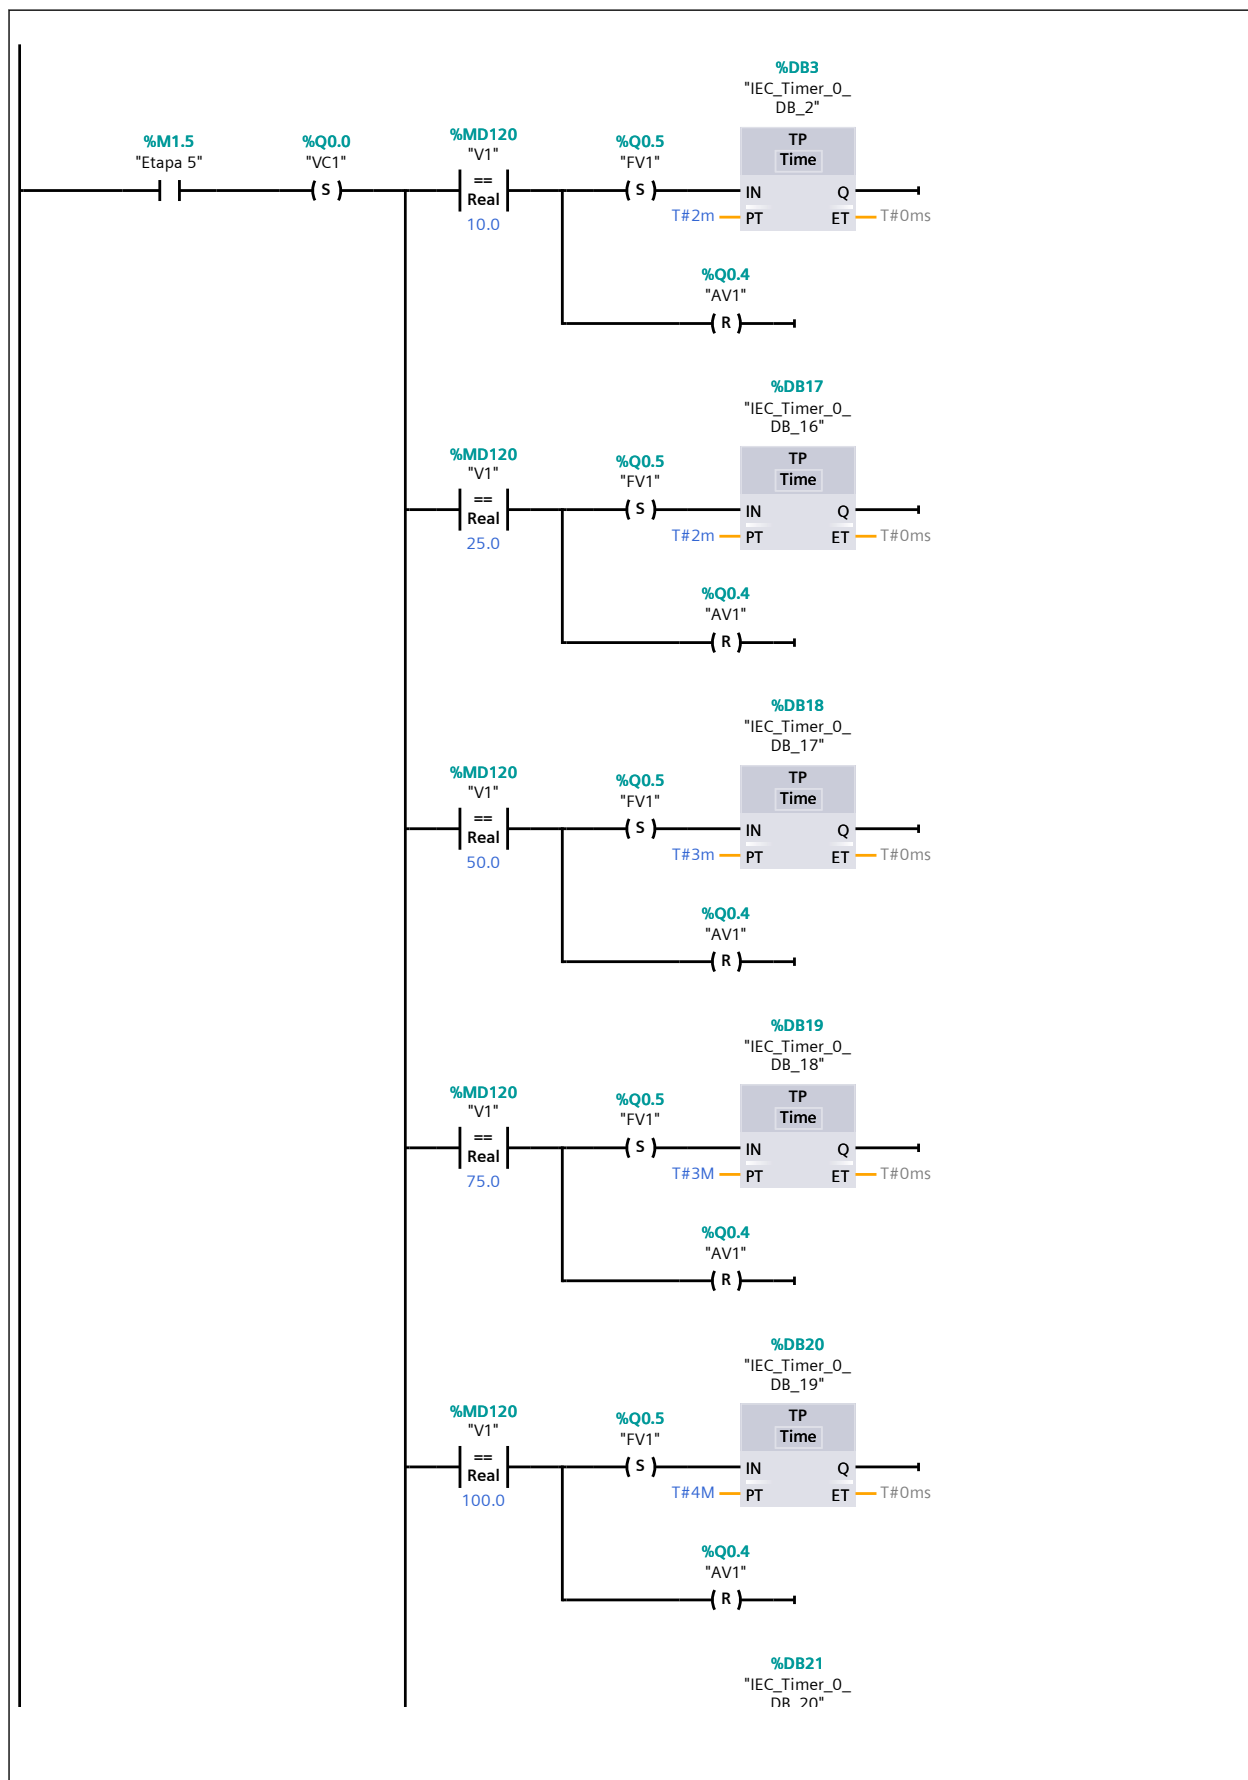 %DB3
"IEC_Timer_0_
DB_2"
%M1.5
"Etapa 5"
%Q0.0
"VC1"
S
%MD120
"V1"
==
Real
10.0
%Q0.5
"FV1"
S
TP
Time
IN
Q
T#2m
PT
ET
T#0ms
%Q0.4
"AV1"
R
%DB17
"IEC_Timer_0_
DB_16"
%MD120
"V1"
==
Real
25.0
%Q0.5
"FV1"
S
TP
Time
IN
Q
T#2m
PT
ET
T#0ms
%Q0.4
"AV1"
R
%DB18
"IEC_Timer_0_
DB_17"
%MD120
"V1"
==
Real
50.0
%Q0.5
"FV1"
S
TP
Time
IN
Q
T#3m
PT
ET
T#0ms
%Q0.4
"AV1"
R
%DB19
"IEC_Timer_0_
DB_18"
%MD120
"V1"
==
Real
75.0
%Q0.5
"FV1"
S
TP
Time
IN
Q
T#3M
PT
ET
T#0ms
%Q0.4
"AV1"
R
%DB20
"IEC_Timer_0_
DB_19"
%MD120
"V1"
==
Real
100.0
%Q0.5
"FV1"
S
TP
Time
IN
Q
T#4M
PT
ET
T#0ms
%Q0.4
"AV1"
R
%DB21
"IEC_Timer_0_
DB_20"